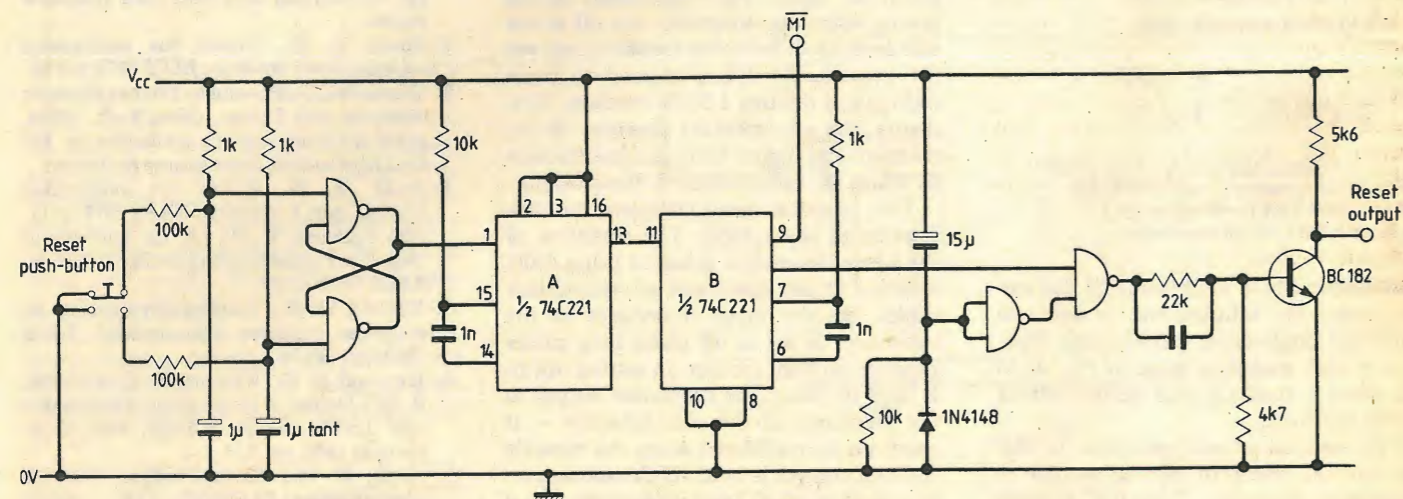 M1
Vcc
1k
1k
10k
1k
5k6
Reset
output
100k
2
3
16
Reset
push-button
1
13
11
9
A
½ 74C221
B
½ 74C221
7
15μ
BC182
15
1n
14
1n
6
22k
100k
10
8
10k
1N4148
4k7
1μ
1μ tant
0V